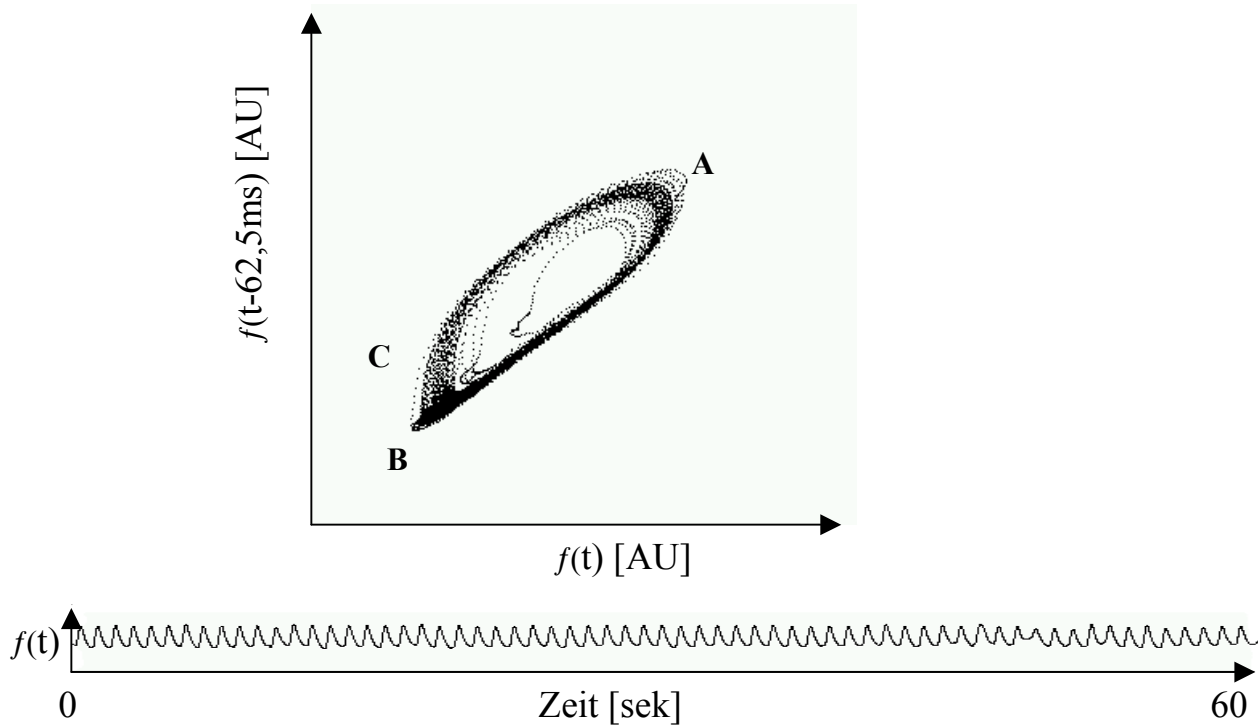 A
f(t-62,5ms) [AU]
C
B
f(t) [AU]
f(t)
0 Zeit [sek] 60